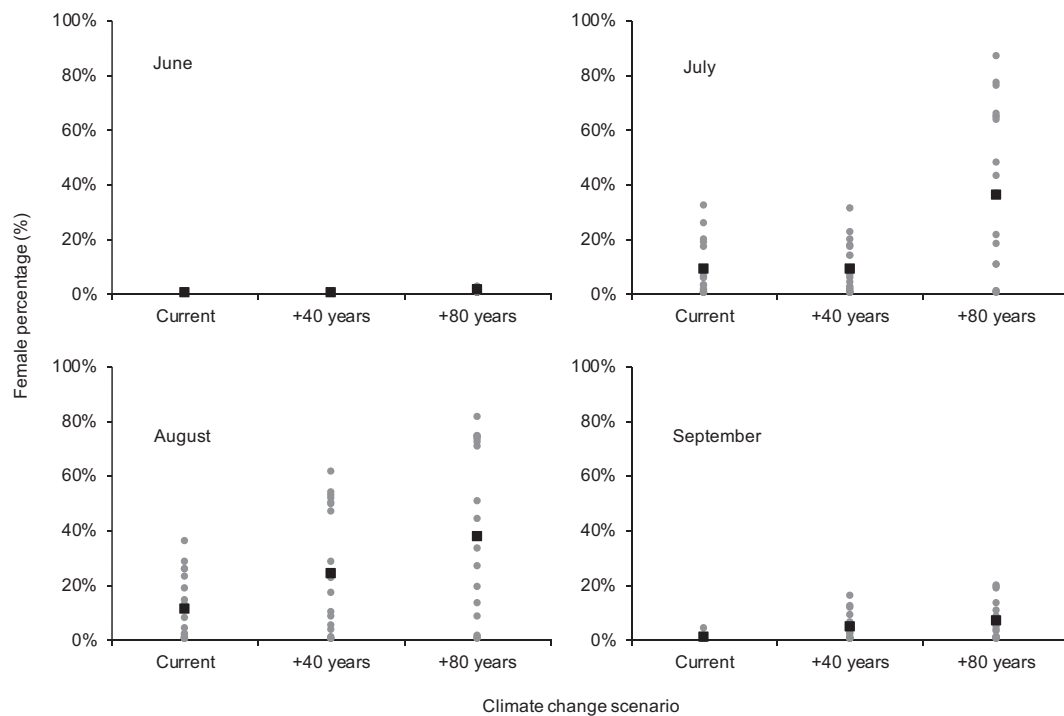 Female percentage (%)
100%
80%
60%
40%
20%
0%
June
Current +40 years +80 years
100%
80%
60%
40%
20%
0%
July
Current +40 years +80 years
100%
80%
60%
40%
20%
0%
August
Current +40 years +80 years
100%
80%
60%
40%
20%
0%
September
Current +40 years +80 years
Climate change scenario